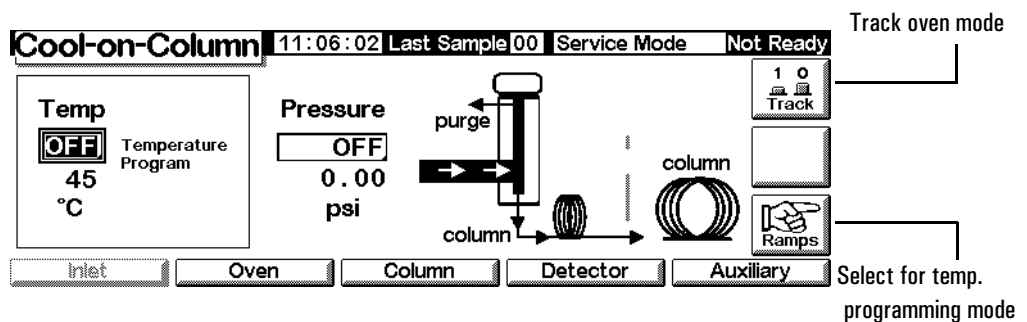 Track oven mode
Cool-on-Column 11:06:02 Last Sample 00 Service Mode Not Ready
1 0
Track
Temp
OFF
Temperature
Program
45
°C
Pressure
OFF
0.00
psi
purge
column
column
Ramps
Inlet Oven Column Detector Auxiliary
Select for temp.
programming mode